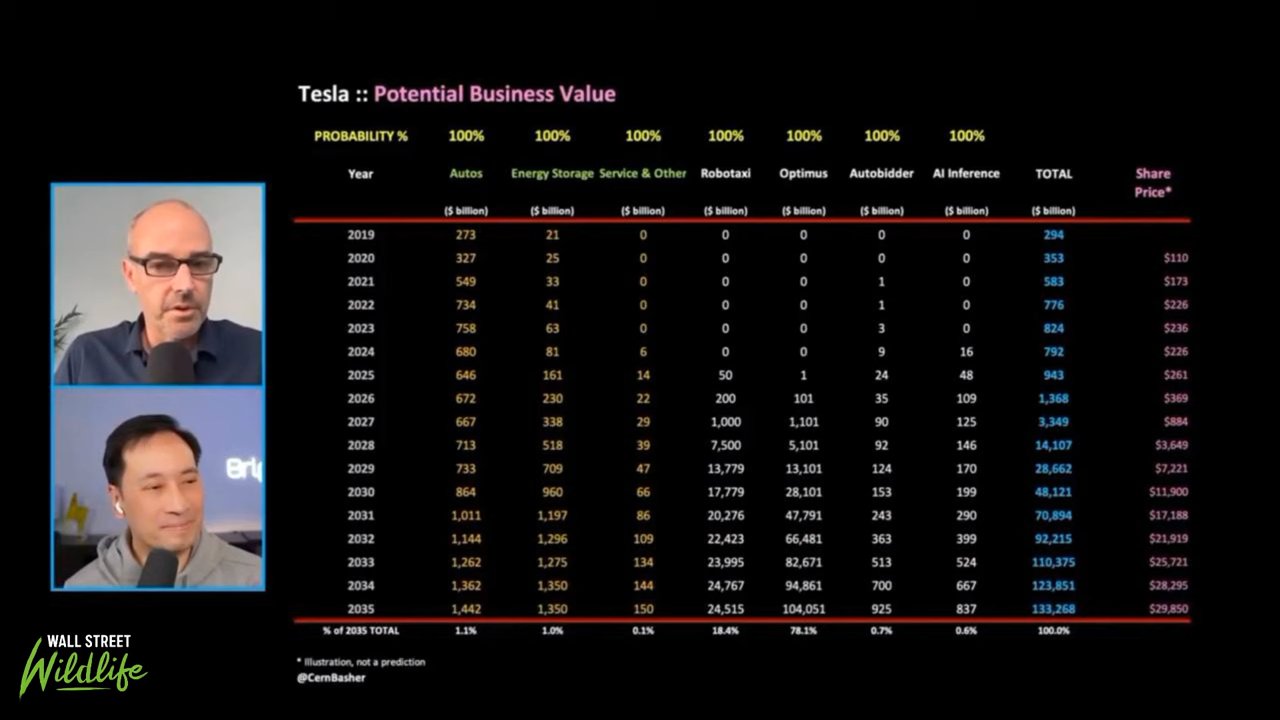 Tesla :: Potential Business Value
PROBABILITY % 100% 100% 100% 100% 100% 100% 100%
Year Autos Energy Storage Service & Other Robotaxi Optimus Autobidder AI Inference TOTAL Share Price*
($ billion) ($ billion) ($ billion) ($ billion) ($ billion) ($ billion) ($ billion) ($ billion)
2019 273 21 0 0 0 0 0 294
2020 327 25 0 0 0 0 0 353 $110
2021 549 33 0 0 0 1 0 583 $173
2022 734 41 0 0 0 1 0 776 $226
2023 758 63 0 0 0 3 0 824 $236
2024 680 81 6 0 0 9 16 792 $226
2025 646 161 14 50 1 24 48 943 $261
2026 672 230 22 200 101 35 109 1,368 $369
2027 667 338 29 1,000 1,101 90 125 3,349 $884
2028 713 518 39 7,500 5,101 92 146 14,107 $3,649
2029 733 709 47 13,779 13,101 124 170 28,662 $7,221
2030 864 960 66 17,779 28,101 153 199 48,121 $11,900
2031 1,011 1,197 86 20,276 47,791 243 290 70,894 $17,188
2032 1,144 1,296 109 22,423 66,481 363 399 92,215 $21,919
2033 1,262 1,275 134 23,995 82,671 513 524 110,375 $25,721
2034 1,362 1,350 144 24,767 94,861 700 667 123,851 $28,295
2035 1,442 1,350 150 24,515 104,051 925 837 133,268 $29,850
% of 2035 TOTAL 1.1% 1.0% 0.1% 18.4% 78.1% 0.7% 0.6% 100.0%
* Illustration, not a prediction
@CernBasher
WALL STREET
Wildlife